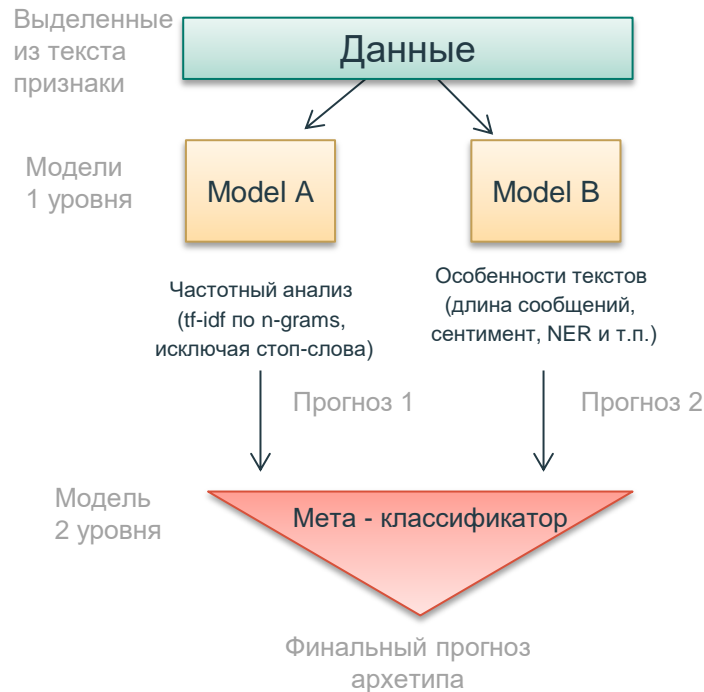 Выделенные
из текста
признаки
Данные
Модели
1 уровня
Model A
Model B
Частотный анализ
(tf-idf по n-grams,
исключая стоп-слова)
Особенности текстов
(длина сообщений,
сентимент, NER и т.п.)
Прогноз 1
Прогноз 2
Модель
2 уровня
Мета - классификатор
Финальный прогноз
архетипа